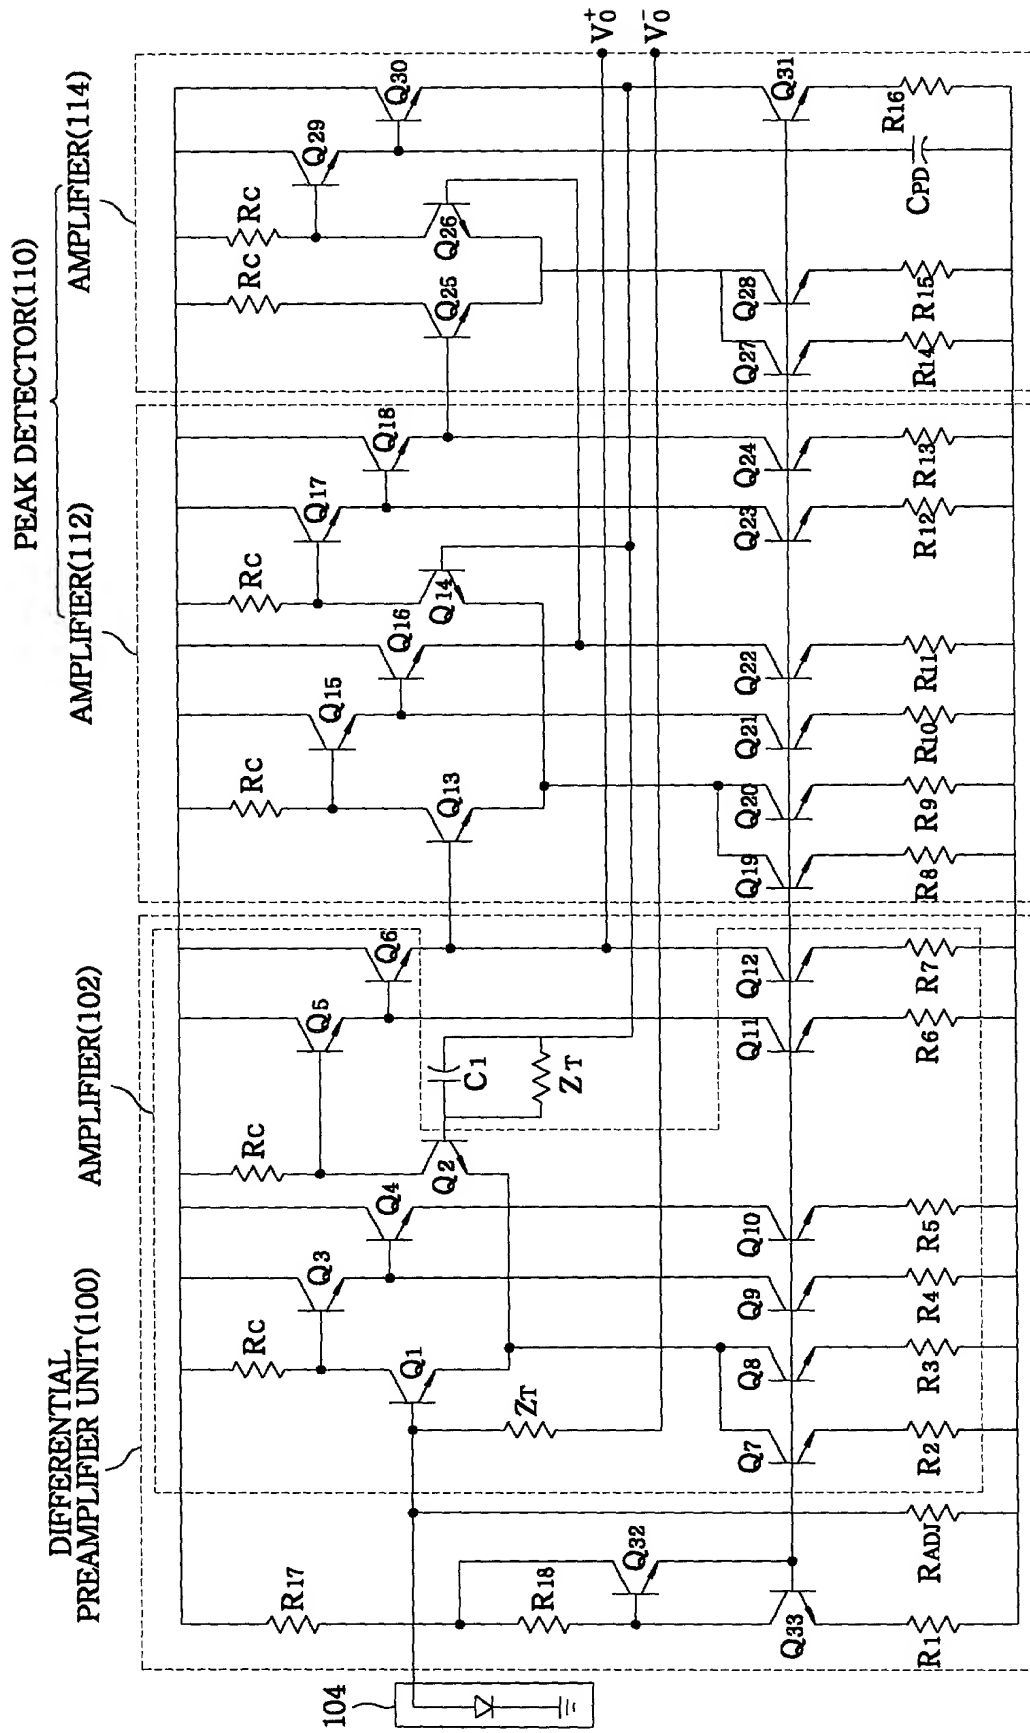 PEAK DETECTOR(110)
DIFFERENTIAL
PREAMPLIFIER UNIT(100)
AMPLIFIER(102)
AMPLIFIER(112)
AMPLIFIER(114)
R17
RC
Q3
Q4
RC
Q5
Q6
RC
Q15
Q16
RC
Q17
Q18
RC
RC
Q29
Q30
104
R18
Q32
Q1
ZT
Q2
C1
ZT
Q13
Q14
Q25
Q26
V0+
V0-
Q33
Q7
Q8
Q9
Q10
Q11
Q12
Q19
Q20
Q21
Q22
Q23
Q24
Q27
Q28
Q31
R1
RADJ
R2
R3
R4
R5
R6
R7
R8
R9
R10
R11
R12
R13
R14
R15
CPD
R16